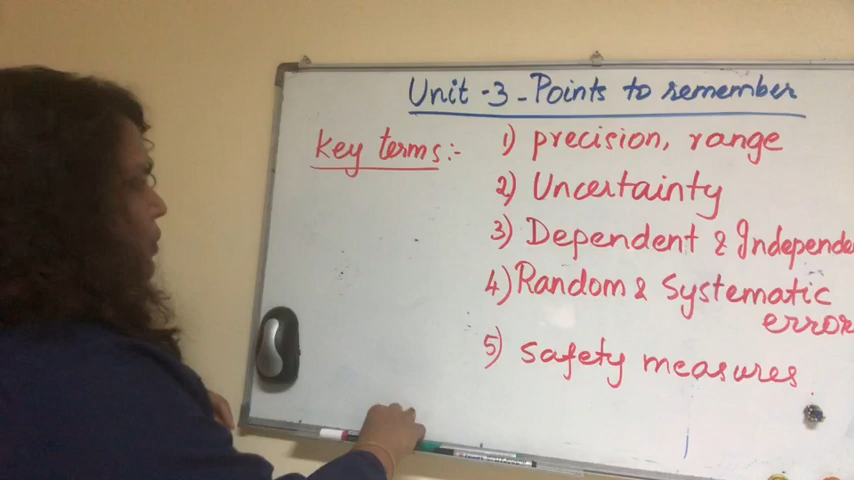 Unit -3 - Points to remember
Key terms:-
1) precision, range
2) Uncertainty
3) Dependent & Independe
4) Random & Systematic
error
5) Safety measures